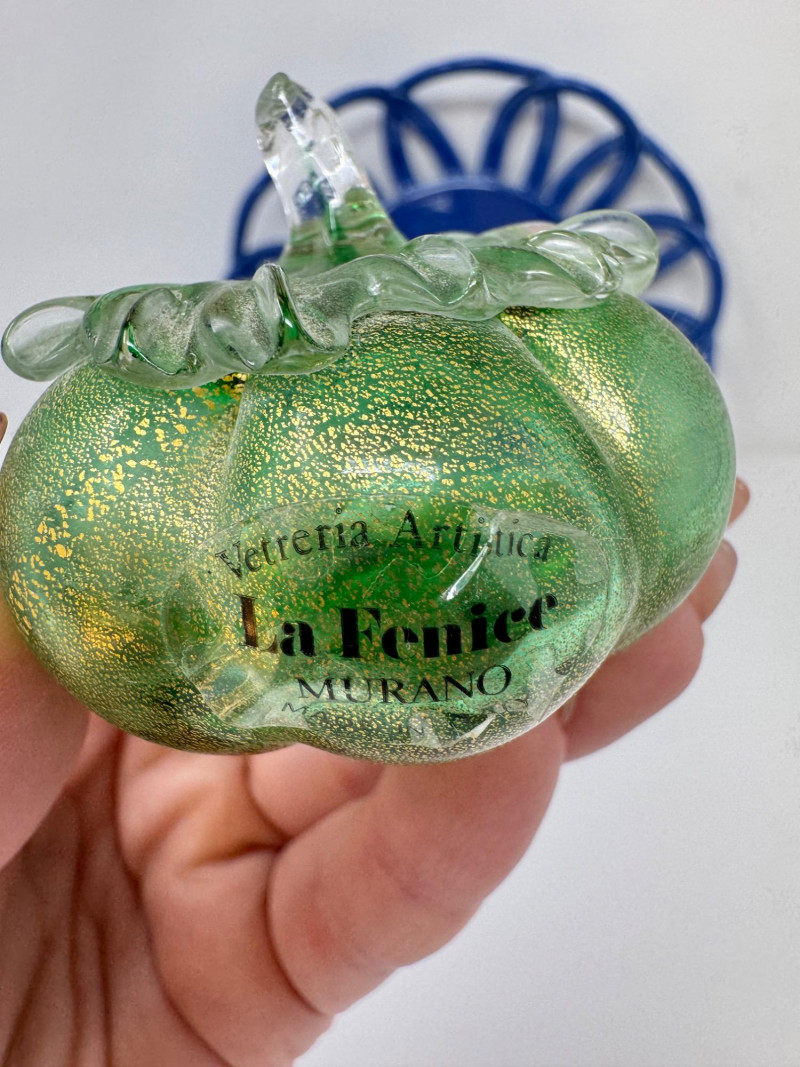 Vetreria Artistica
La Fenice
MURANO